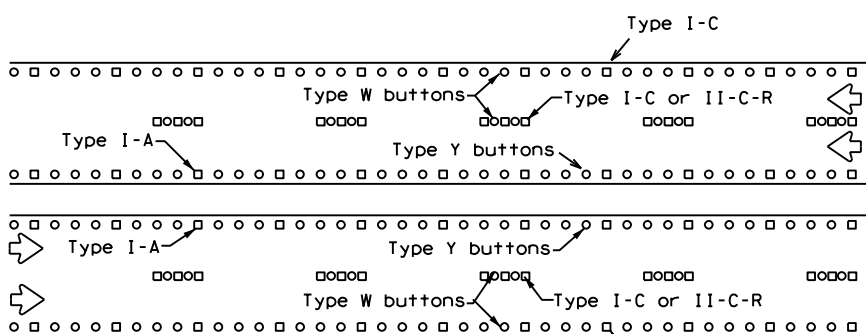 Type I-C
Type W buttons
Type I-C or II-C-R
Type I-A
Type Y buttons
Type I-A
Type Y buttons
Type W buttons
Type I-C or II-C-R